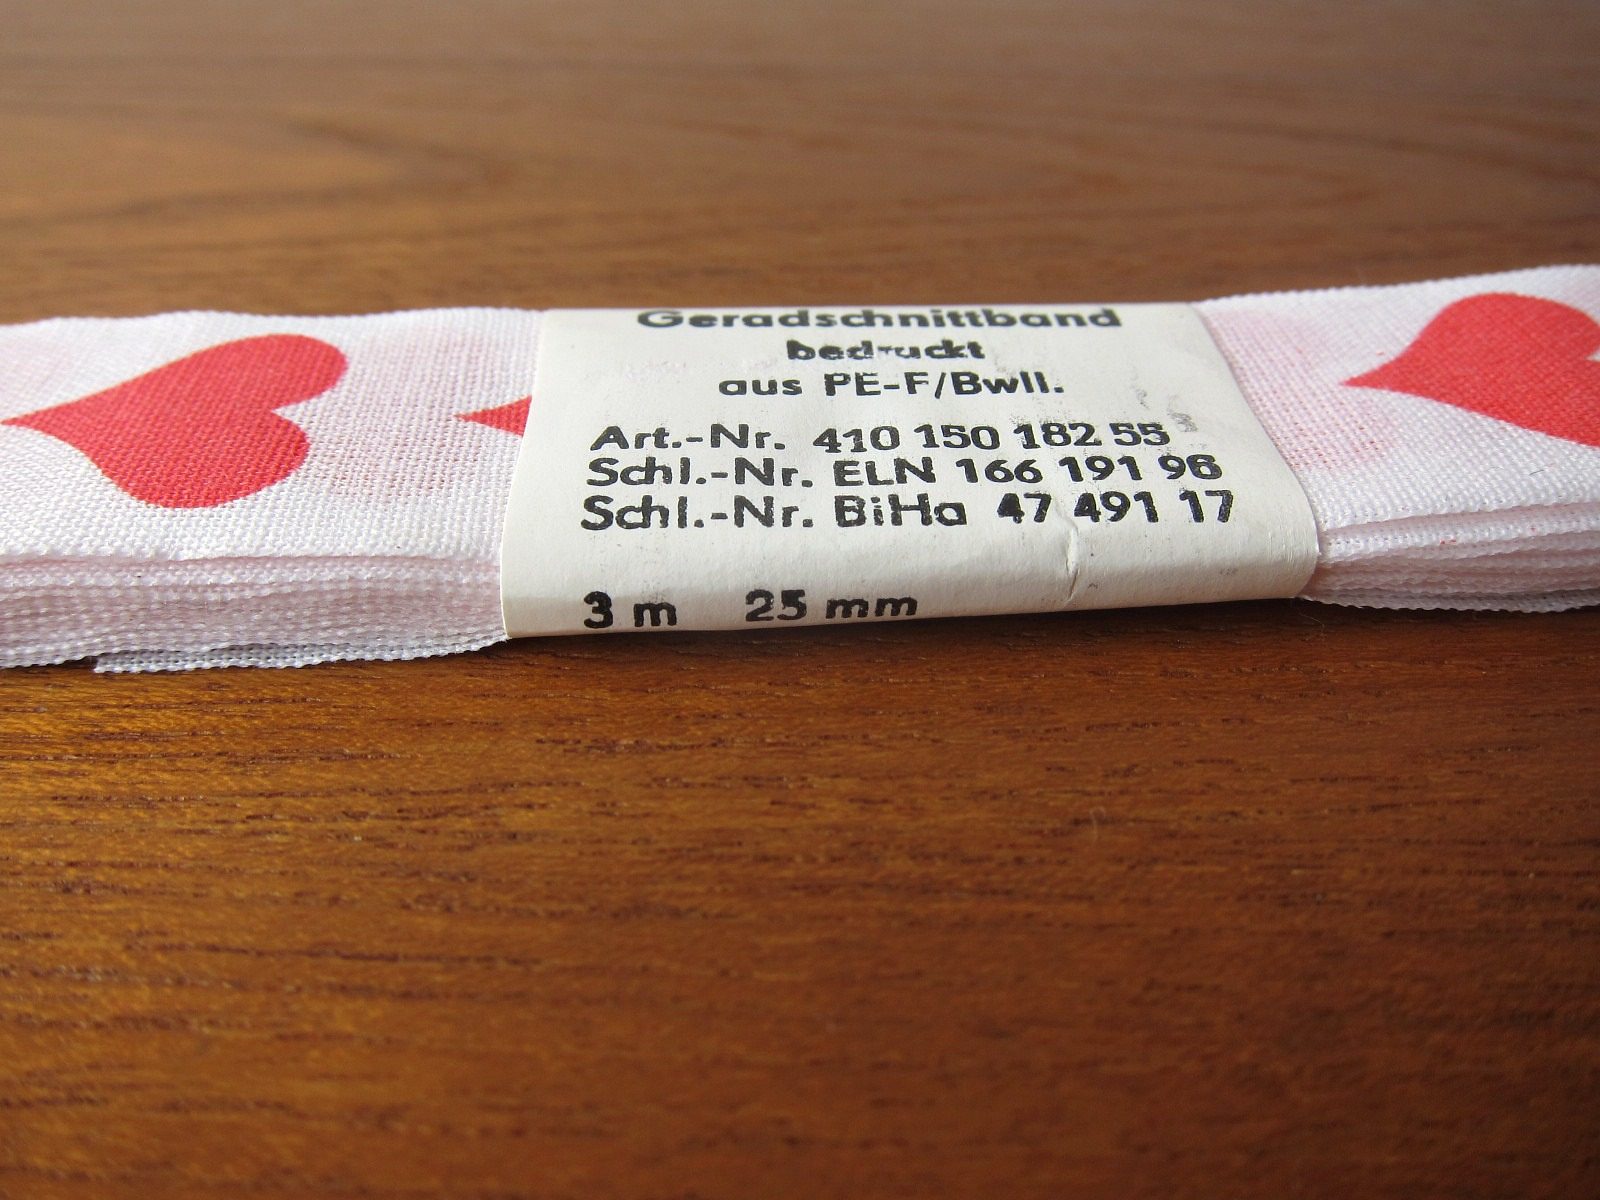 Geradschnittband
bedruckt
aus PE-F/Bwll.
Art.-Nr. 410 150 182 55
Schl.-Nr. ELN 166 191 96
Schl.-Nr. BiHa 47 491 17
3 m 25 mm